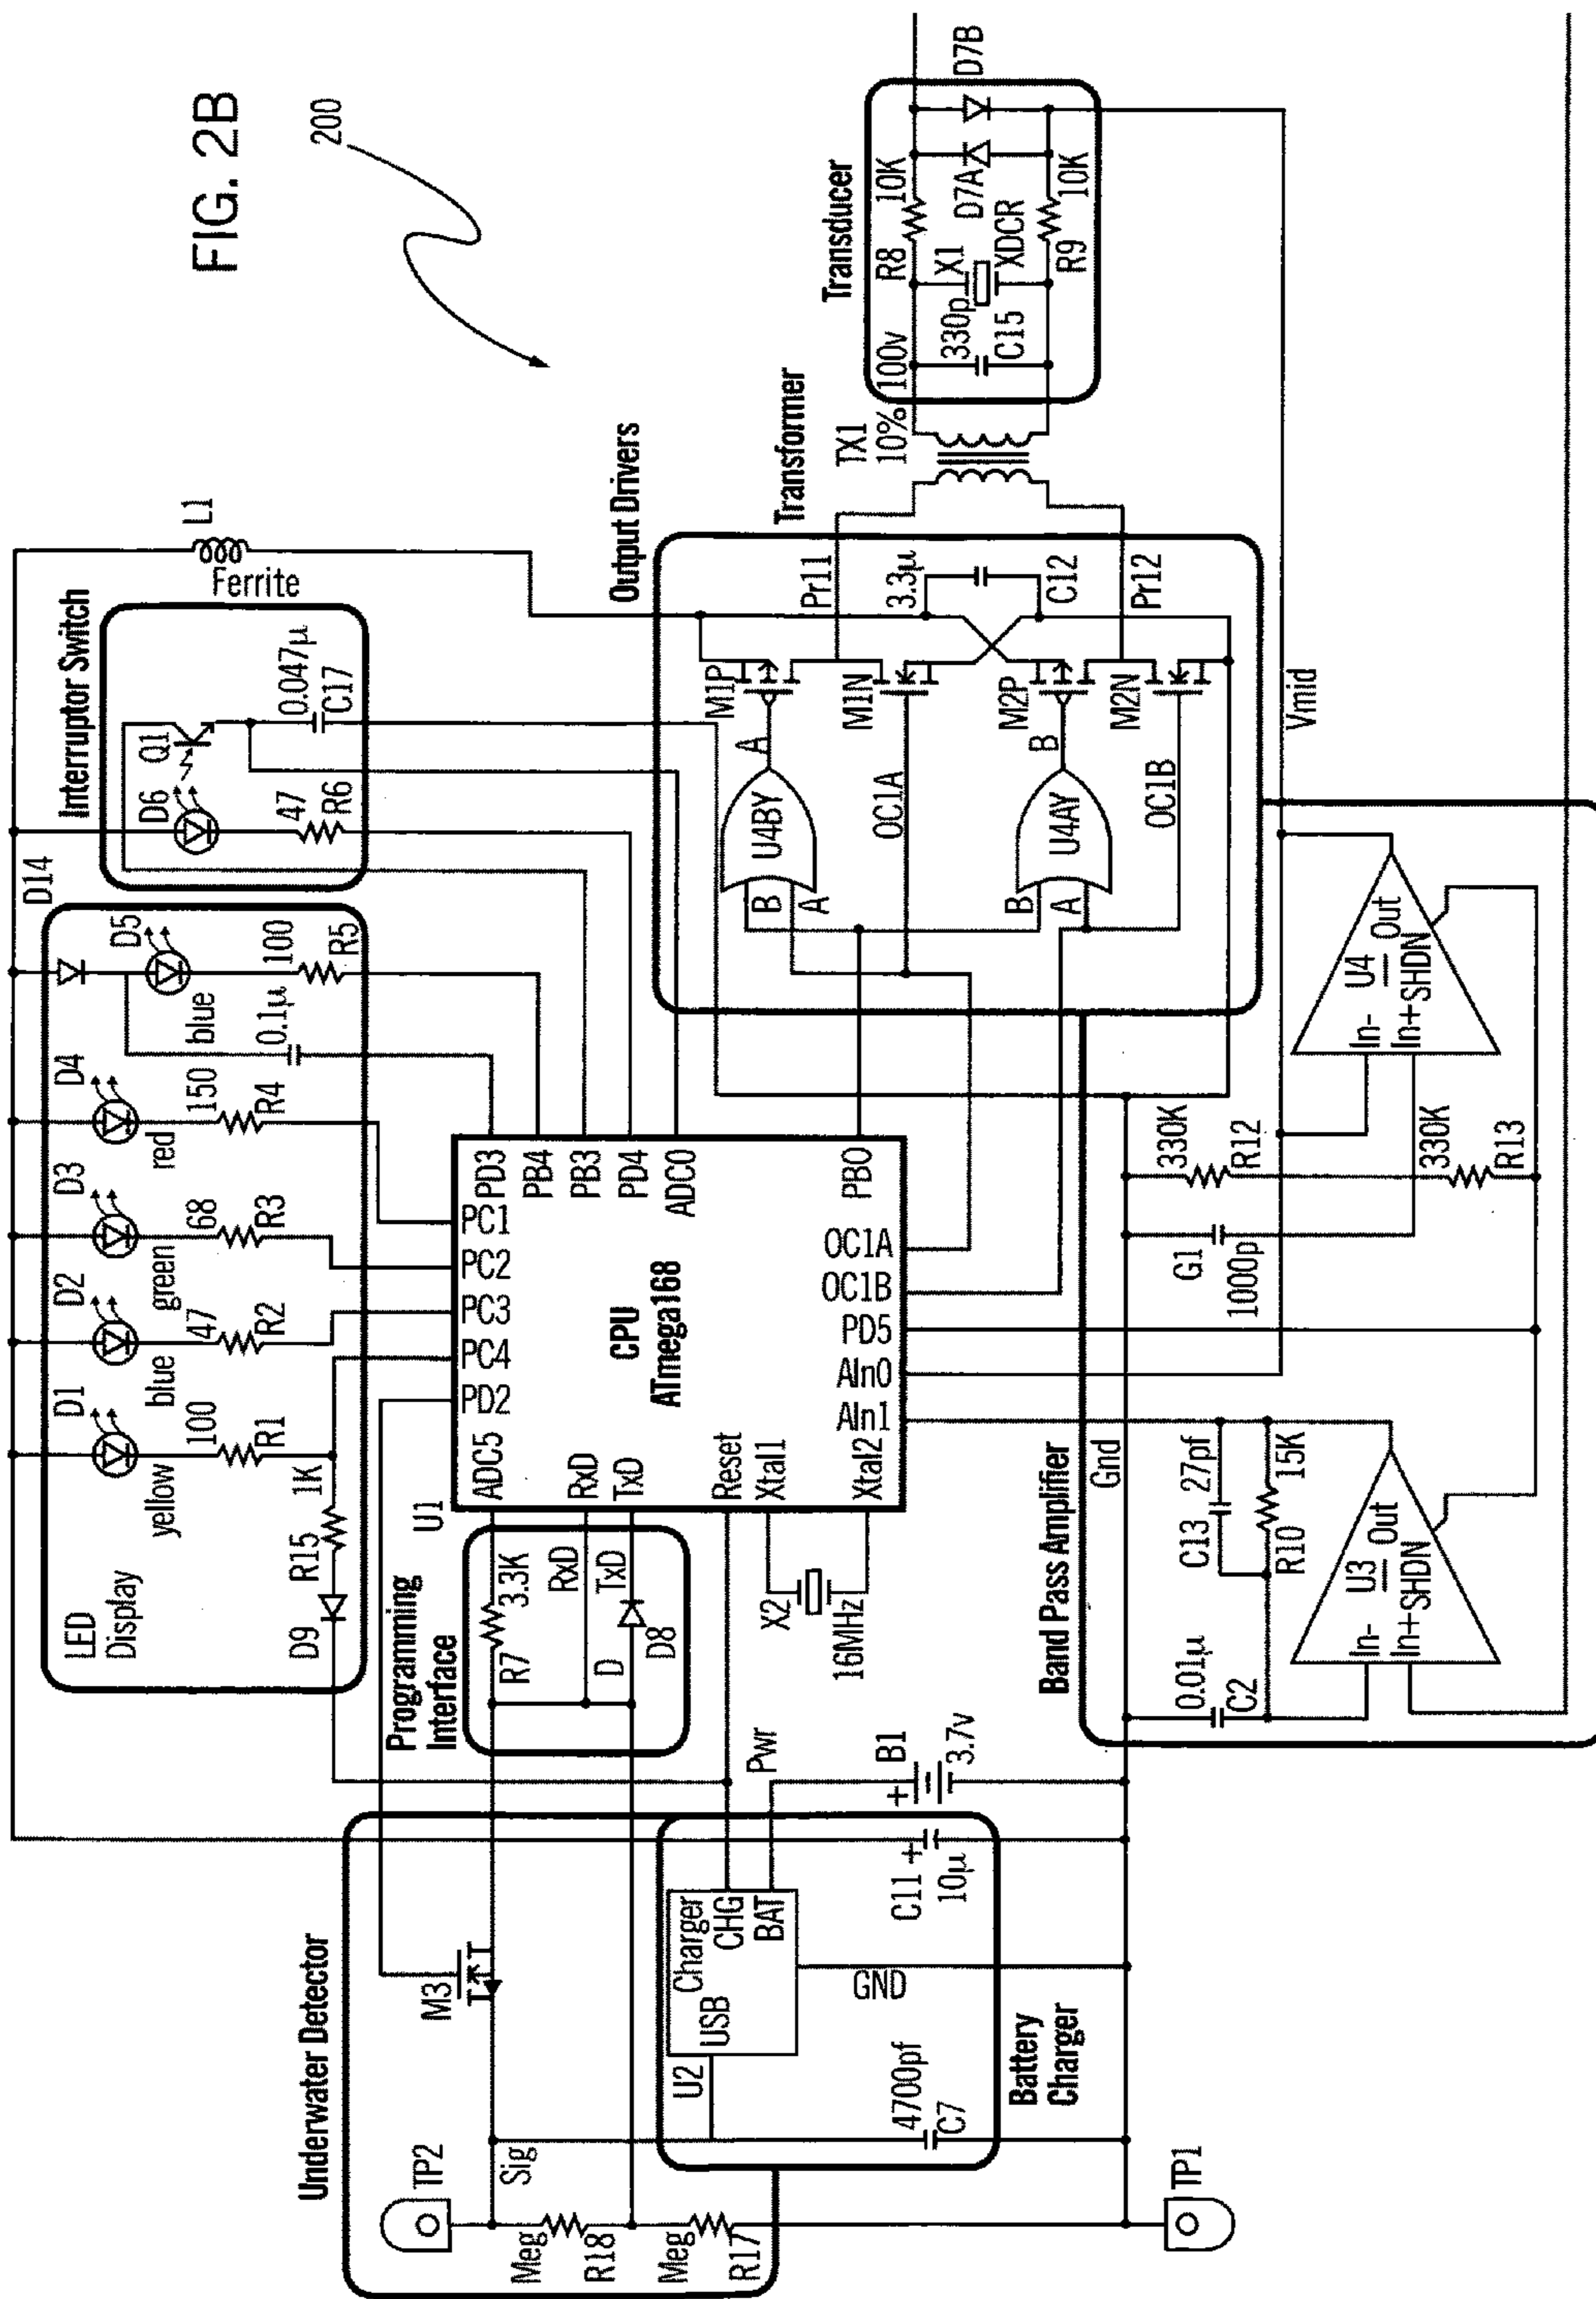 FIG. 2B
200
LED
Display
D1
yellow
100
R1
D2
blue
47
R2
D3
green
68
R3
D4
red
150
R4
D5
blue
100
R5
0.1µ
D14
D9
R15
1K
Interruptor Switch
D6
Q1
47
R6
0.047µ
C17
Ferrite
L1
Underwater Detector
TP2
Sig
Meg
R18
Meg
R17
M3
TP1
U2
Charger
USB
CHG
BAT
GND
4700pf
C7
C11
+
10µ
Battery
Charger
Pwr
+
B1
3.7v
Programming
Interface
R7
3.3K
RxD
D
TxD
D8
X2
16MHz
U1
CPU
ATmega168
ADC5
RxD
TxD
Reset
Xtal1
Xtal2
PD2
PC4
PC3
PC2
PC1
PD3
PB4
PB3
PD4
ADC0
PB0
OC1A
OC1B
PD5
AIn0
AIn1
Output Drivers
U4BY
B
A
A
U4AY
B
A
B
OC1A
OC1B
M1P
M1N
M2P
M2N
Pr11
3.3µ
C12
Pr12
Transformer
TX1
10%
Transducer
100v
330p
C15
X1
XDCR
R8
10K
R9
10K
D7A
D7B
Vmid
Band Pass Amplifier
Gnd
0.01µ
C2
C13
27pf
R10
15K
U3
In-
In+
Out
SHDN
G1
1000p
330K
R12
330K
R13
U4
In-
In+
Out
SHDN